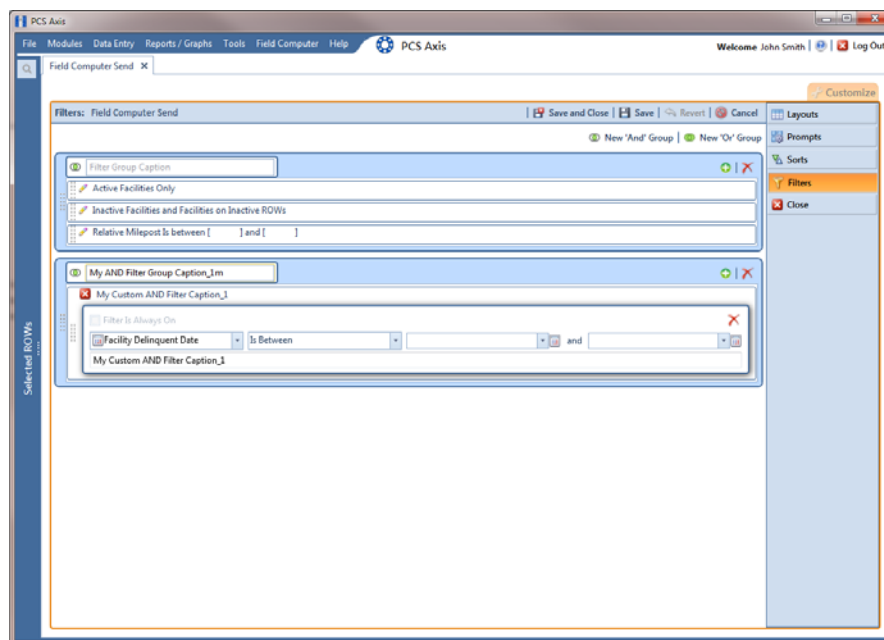 PCS Axis
File Modules Data Entry Reports / Graphs Tools Field Computer Help PCS Axis Welcome John Smith | Log Out
Field Computer Send
Customize
Filters: Field Computer Send | Save and Close | Save | Revert | Cancel
Layouts
New 'And' Group | New 'Or' Group
Prompts
Sorts
Filters
Close
Filter Group Caption
Active Facilities Only
Inactive Facilities and Facilities on Inactive ROWs
Relative Milepost Is between [ ] and [ ]
My AND Filter Group Caption_1m
My Custom AND Filter Caption_1
Filter Is Always On
Facility Delinquent Date Is Between and
My Custom AND Filter Caption_1
Selected ROWs